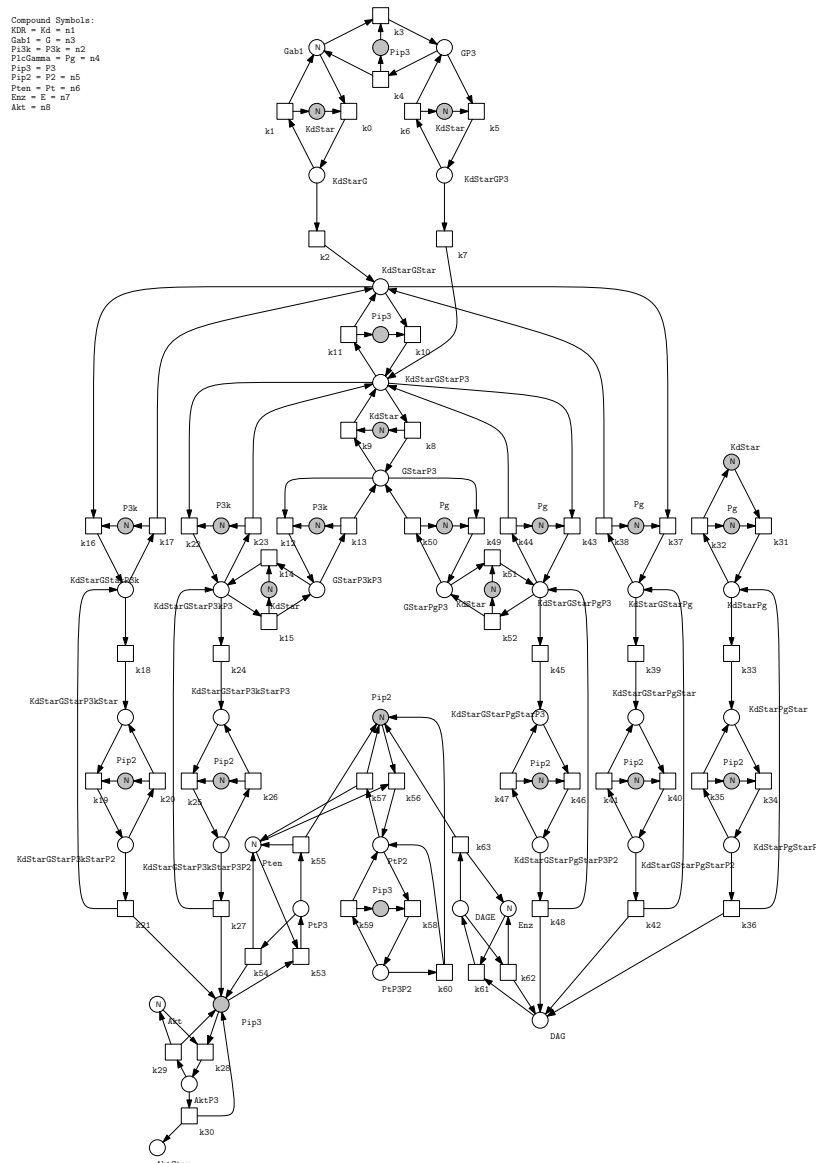 Compound Symbols:
KDR = Kd = n1
Gab1 = G = n3
Pi3k = P3k = n2
PlcGamma = Pg = n4
Pip3 = P3
Pip2 = P2 = n5
Pten = Pt = n6
Enz = E = n7
Akt = n8
k3
Gab1 N Pip3 GP3
k4
N N
k1 KdStar k0 k6 KdStar k5
KdStarG KdStarGP3
k2 k7
KdStarGStar
Pip3
k11 k10
KdStarGStarP3
KdStar
N
k9 k8
KdStar
GStarP3
N
P3k P3k P3k Pg Pg Pg Pg
N N N N N N N
k16 k17 k22 k23 k12 k13 k50 k49 k44 k43 k38 k37 k32 k31
k14 k51
KdStarGStarP3k KdStarGStarP3kP3 N KdStar GStarP3kP3 GStarPgP3 KdStar N KdStarGStarPgP3 KdStarGStarPg KdStarPg
k15 k52
k18 k24 k45 k39 k33
KdStarGStarP3kStar KdStarGStarP3kStarP3 Pip2 KdStarGStarPgStarP3 KdStarGStarPgStar KdStarPgStar
N
Pip2 Pip2 Pip2 Pip2 Pip2
N N N N N
k19 k20 k25 k26 k57 k56 k47 k46 k41 k40 k35 k34
KdStarGStarP3kStarP2 KdStarGStarP3kStarP3P2 N Pten k55 PtP2 k63 KdStarGStarPgStarP3P2 KdStarGStarPgStarP2 KdStarPgStarP
Pip3
k21 k27 PtP3 k59 k58 DAGE N Enz k48 k42 k36
k54 k53 PtP3P2 k60 k61 k62
N Akt Pip3 DAG
k29 k28
AktP3
k30